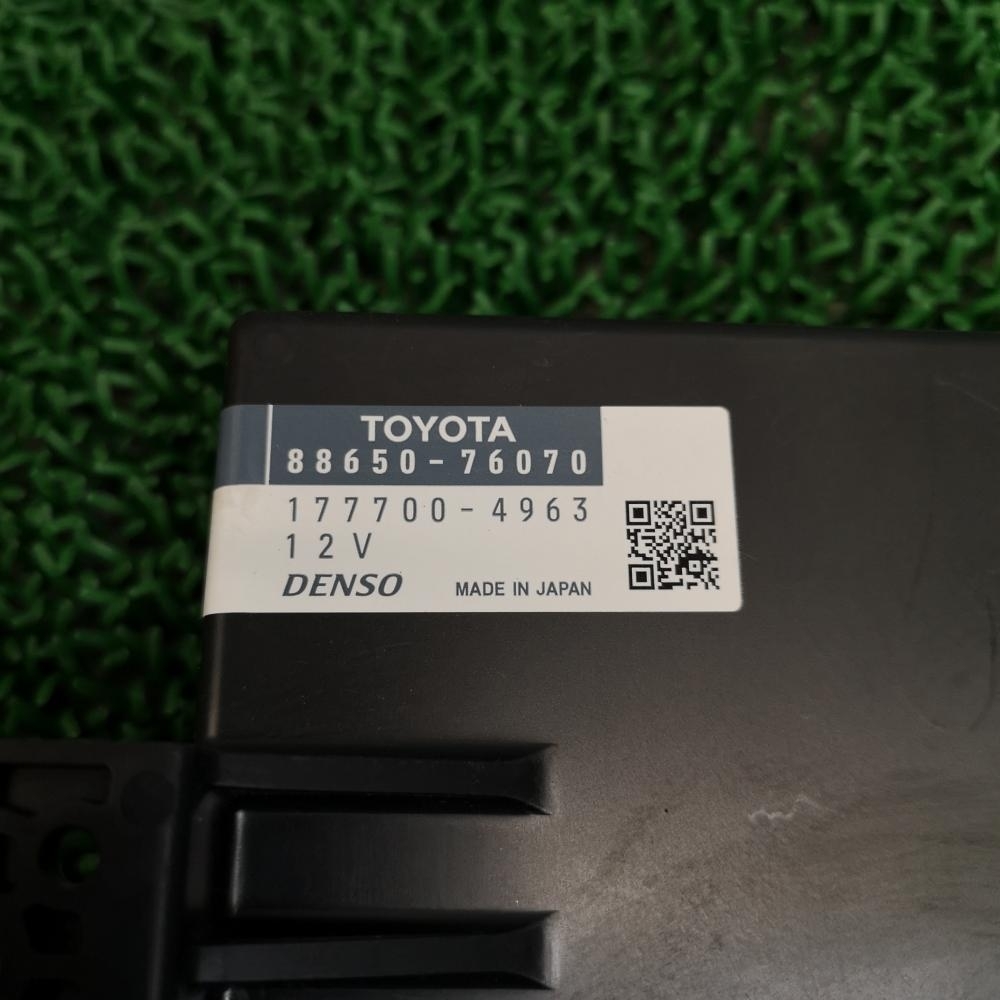 TOYOTA
88650-76070
177700-4963
12V
DENSO MADE IN JAPAN